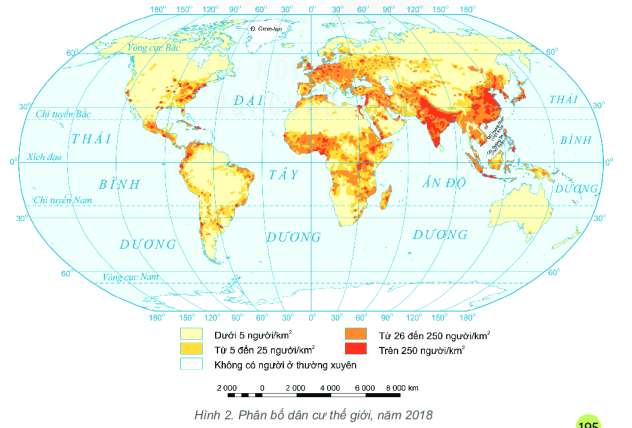 180° 150° 120° 90° 60° 30° 0° 30° 60° 90° 120° 150° 180°
Đ. Grơn-len
Vòng cực Bắc
60° 60°
ĐẠI
THÁI
30° 30°
Chí tuyến Bắc
THÁI
BÌNH
Xích đạo
0° 0°
TÂY
BÌNH
ẤN ĐỘ
DƯƠNG
Chí tuyến Nam
30° 30°
DƯƠNG DƯƠNG DƯƠNG
60° 60°
Vòng cực Nam
180° 150° 120° 90° 60° 30° 0° 30° 60° 90° 120° 150° 180°
Dưới 5 người/km²
Từ 26 đến 250 người/km²
Từ 5 đến 25 người/km²
Trên 250 người/km²
Không có người ở thường xuyên
2 000 0 2 000 4 000 6 000 8 000 km
Hình 2. Phân bố dân cư thế giới, năm 2018
195